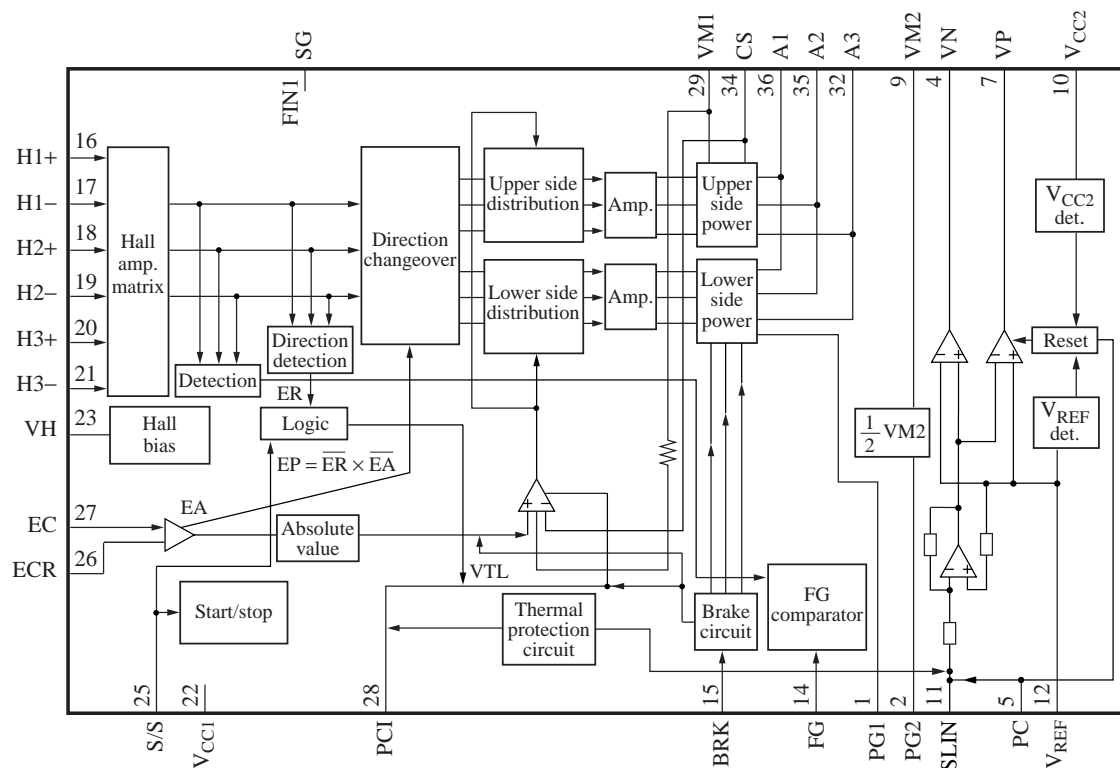 SG
VM1
CS
A1
A2
A3
VM2
VN
VP
VCC2
FIN1
29
34
36
35
32
9
4
7
10
H1+
16
H1−
17
H2+
18
H2−
19
H3+
20
H3−
21
VH
23
Hall
amp.
matrix
Direction
changeover
Upper side
distribution
Amp.
Upper
side
power
VCC2
det.
Lower side
distribution
Amp.
Lower
side
power
Direction
detection
Detection
Reset
ER
Hall
bias
Logic
1/2 VM2
VREF
det.
EP = ER × EA
EA
EC
27
ECR
26
Absolute
value
VTL
Start/stop
Thermal
protection
circuit
Brake
circuit
FG
comparator
+
−
−
+
−
+
−
+
25
22
28
15
14
1
2
11
5
12
S/S
VCC1
PCI
BRK
FG
PG1
PG2
SLIN
PC
VREF